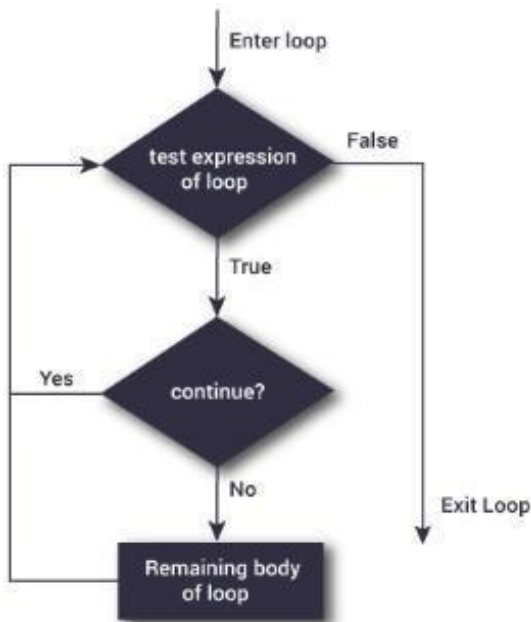 Enter loop
test expression
of loop
False
True
Yes
continue?
No
Exit Loop
Remaining body
of loop